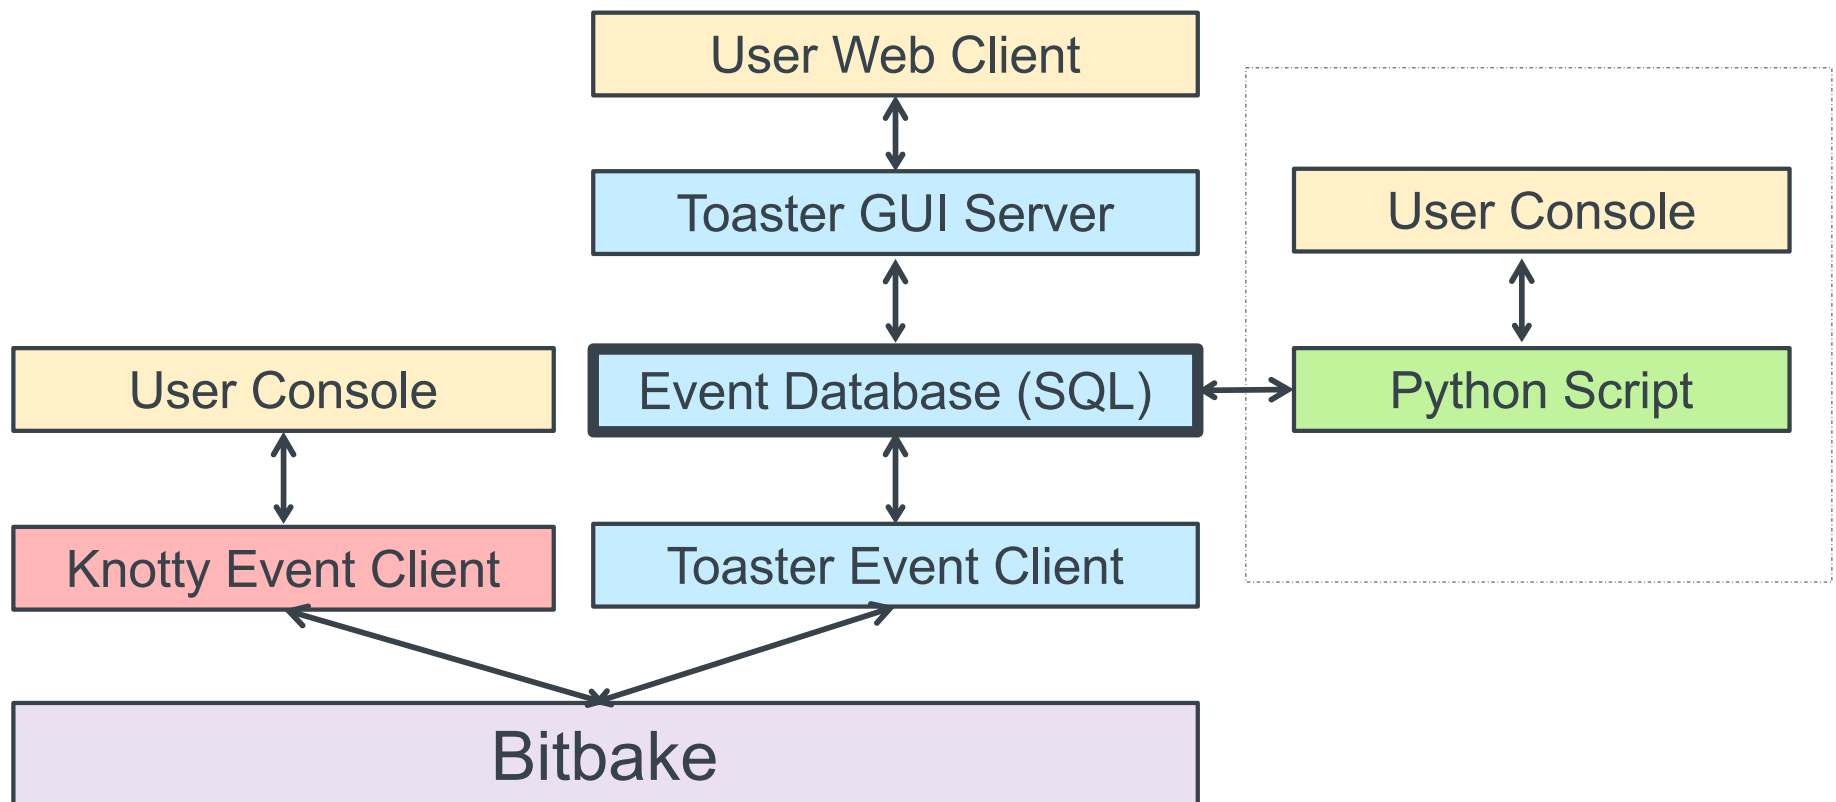 User Web Client
Toaster GUI Server
User Console
User Console
Event Database (SQL)
Python Script
Knotty Event Client
Toaster Event Client
Bitbake